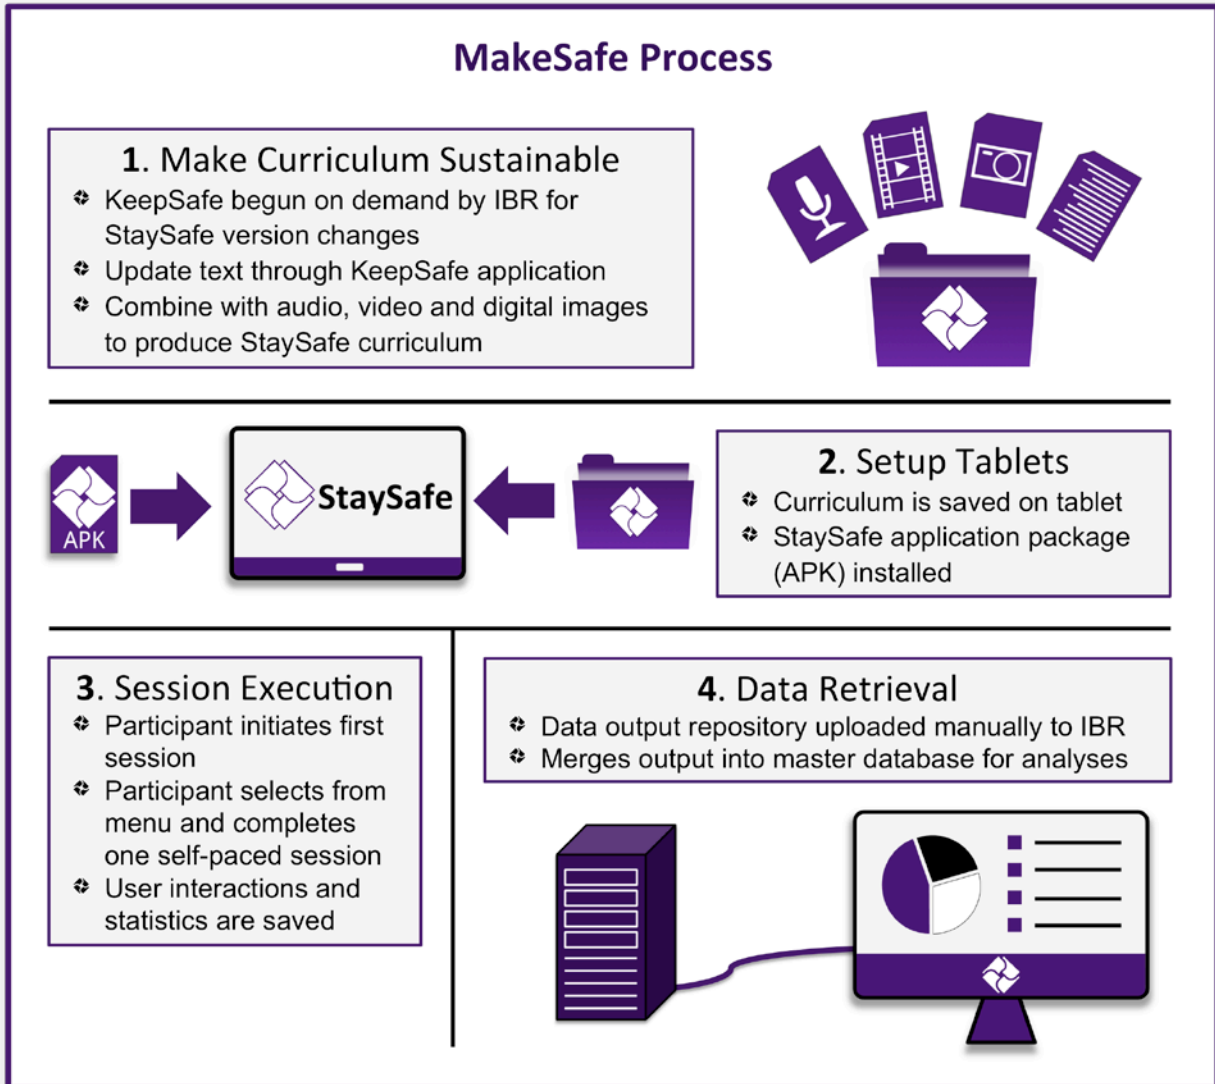 MakeSafe Process
1. Make Curriculum Sustainable
KeepSafe begun on demand by IBR for
StaySafe version changes
Update text through KeepSafe application
Combine with audio, video and digital images
to produce StaySafe curriculum
APK
StaySafe
2. Setup Tablets
Curriculum is saved on tablet
StaySafe application package
(APK) installed
3. Session Execution
Participant initiates first
session
Participant selects from
menu and completes
one self-paced session
User interactions and
statistics are saved
4. Data Retrieval
Data output repository uploaded manually to IBR
Merges output into master database for analyses